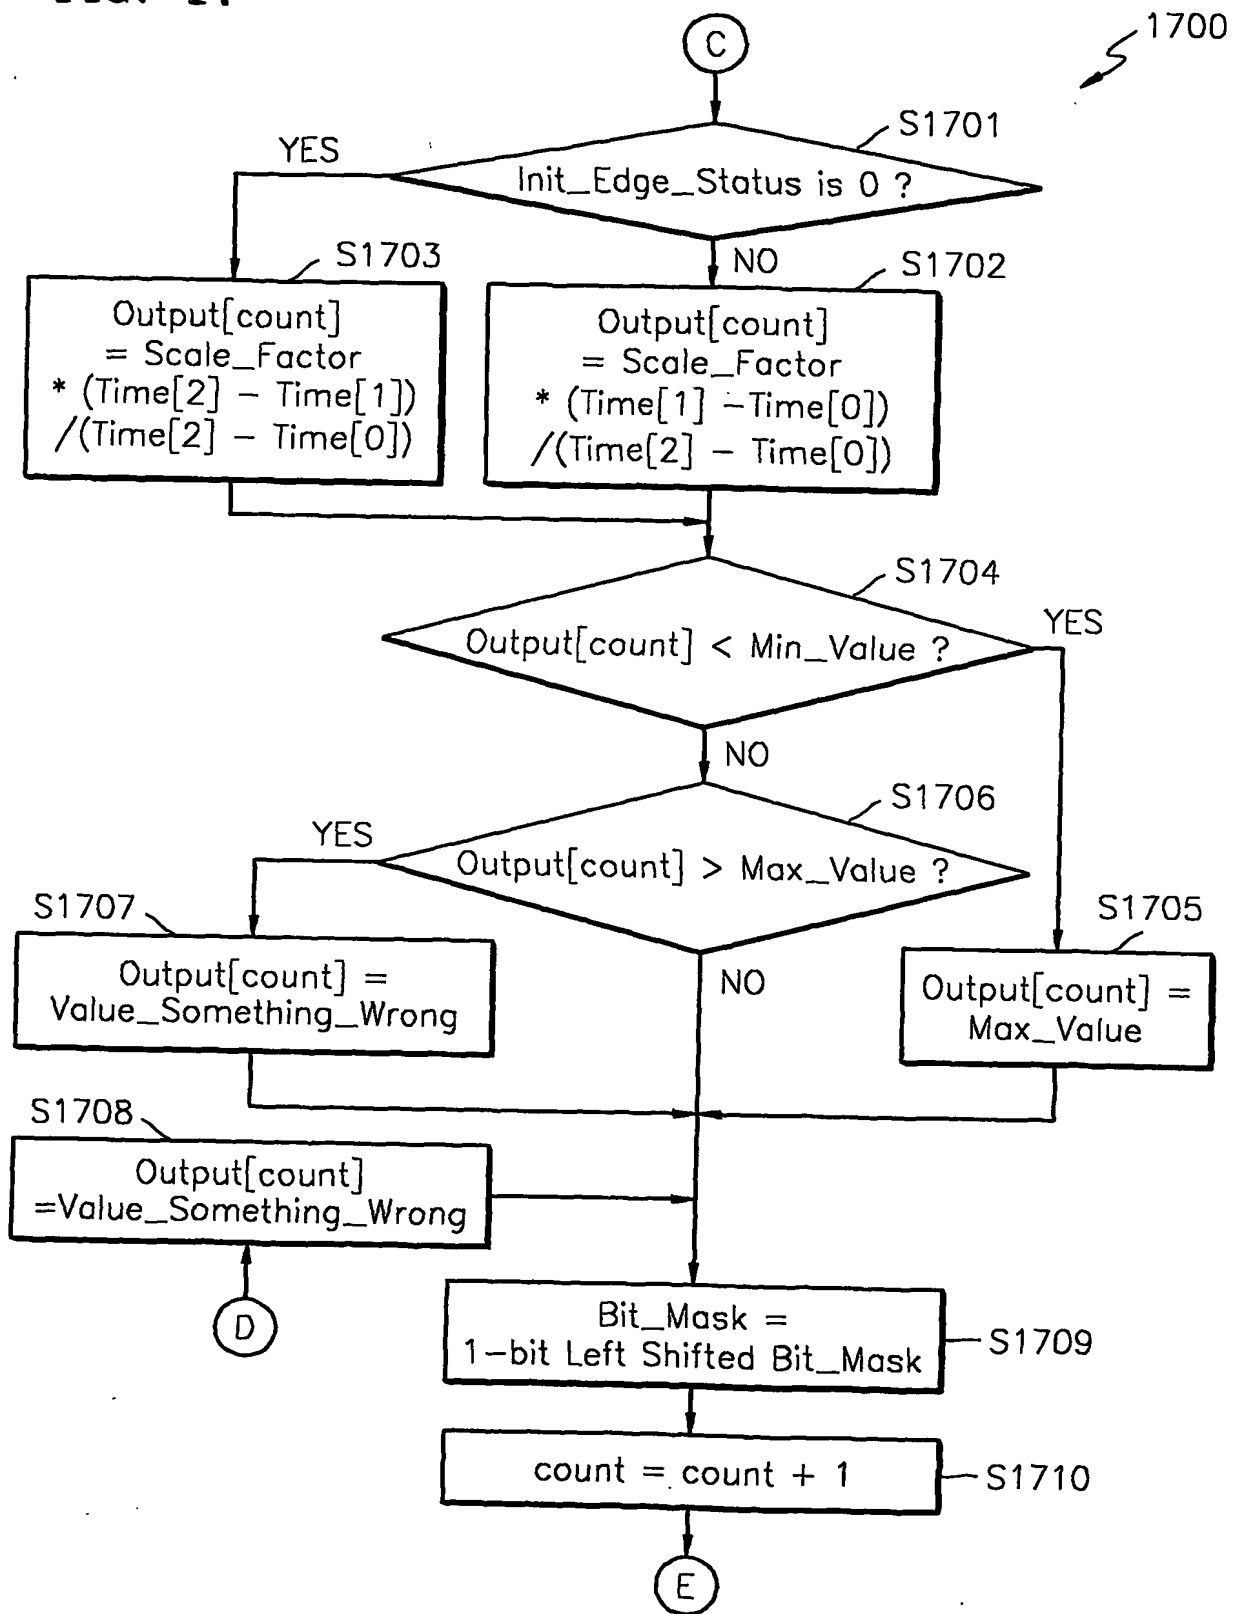 1700
C
S1701
YES
Init_Edge_Status is 0 ?
NO
S1703
S1702
Output[count]
= Scale_Factor
* (Time[2] - Time[1])
/(Time[2] - Time[0])
Output[count]
= Scale_Factor
* (Time[1] -Time[0])
/(Time[2] - Time[0])
S1704
Output[count] < Min_Value ?
YES
NO
S1706
YES
Output[count] > Max_Value ?
NO
S1707
Output[count] =
Value_Something_Wrong
S1705
Output[count] =
Max_Value
S1708
Output[count]
=Value_Something_Wrong
D
Bit_Mask =
1-bit Left Shifted Bit_Mask
S1709
count = count + 1
S1710
E